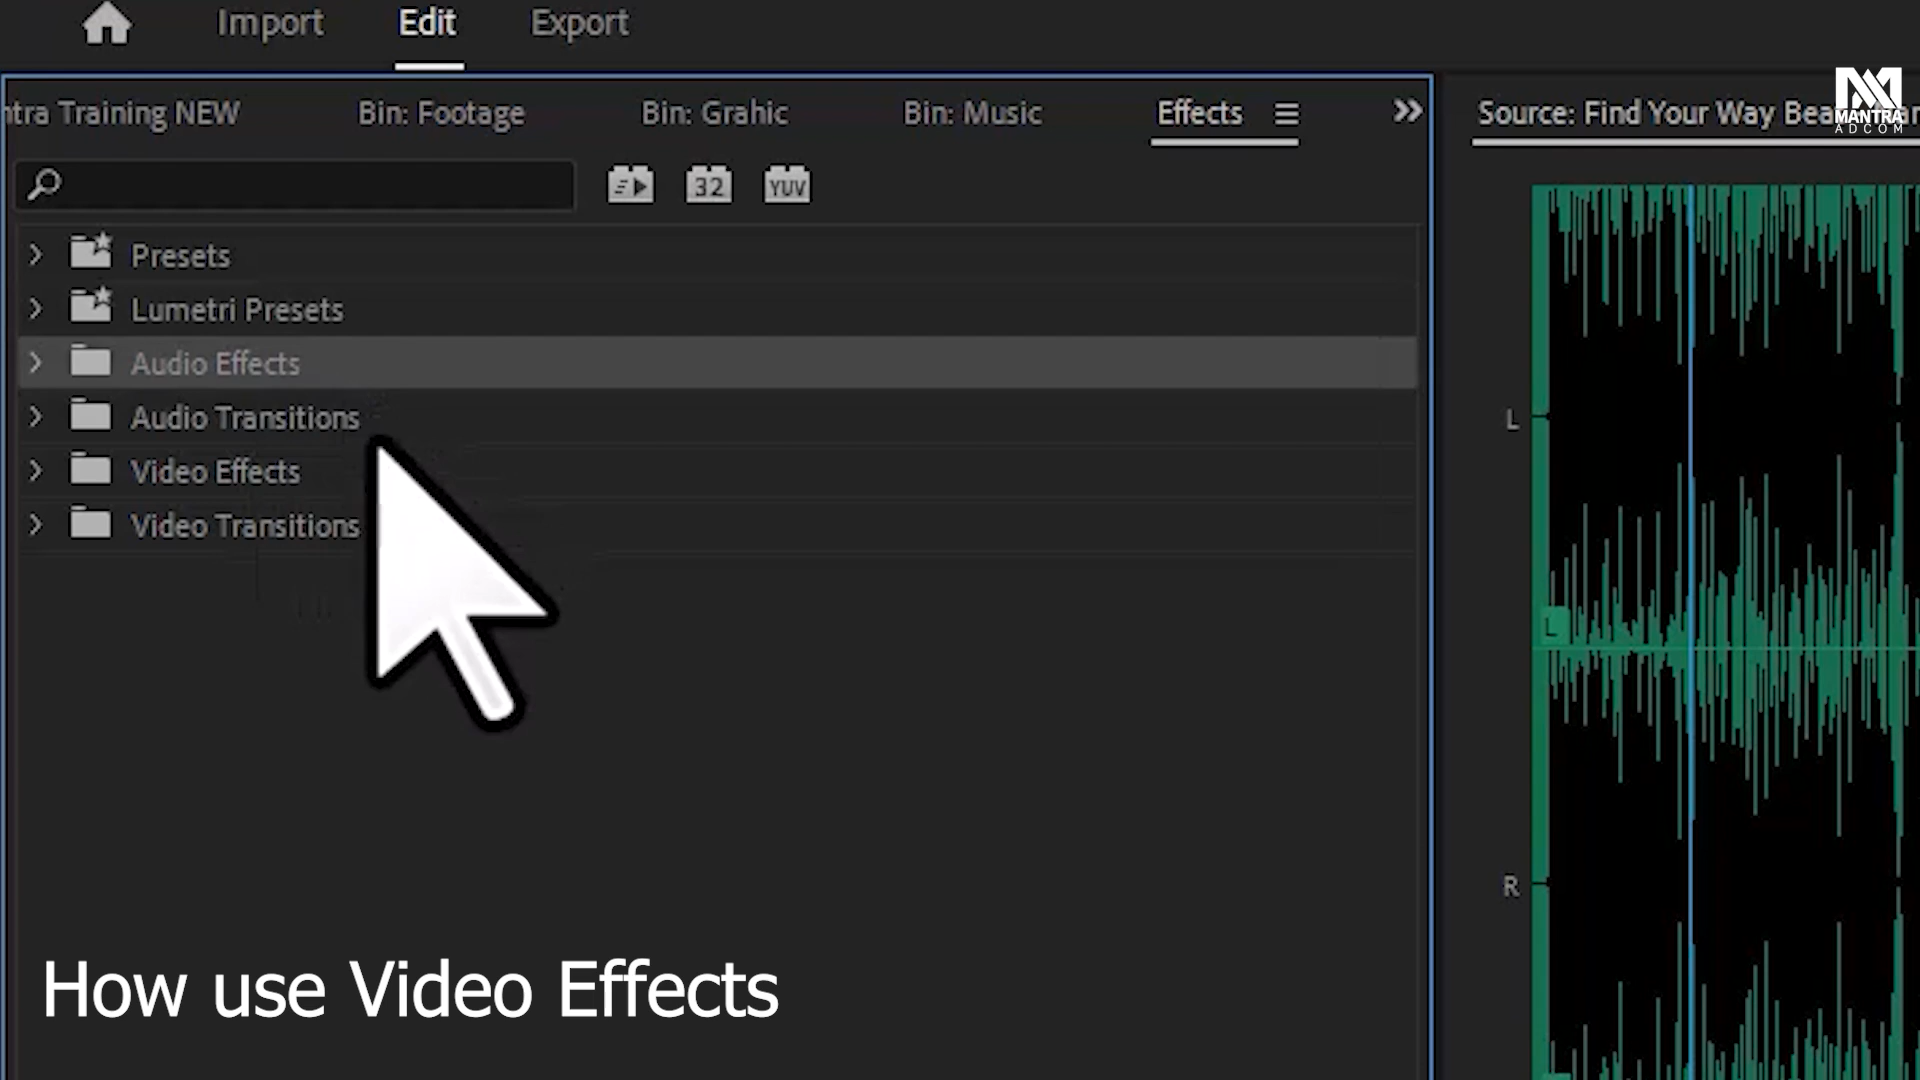 Import Edit Export
ntra Training NEW Bin: Footage Bin: Grahic Bin: Music Effects Source: Find Your Way
MANTRA
ADCOM
32 YUV
Presets
Lumetri Presets
Audio Effects
Audio Transitions
Video Effects
Video Transitions
L
L
R
How use Video Effects